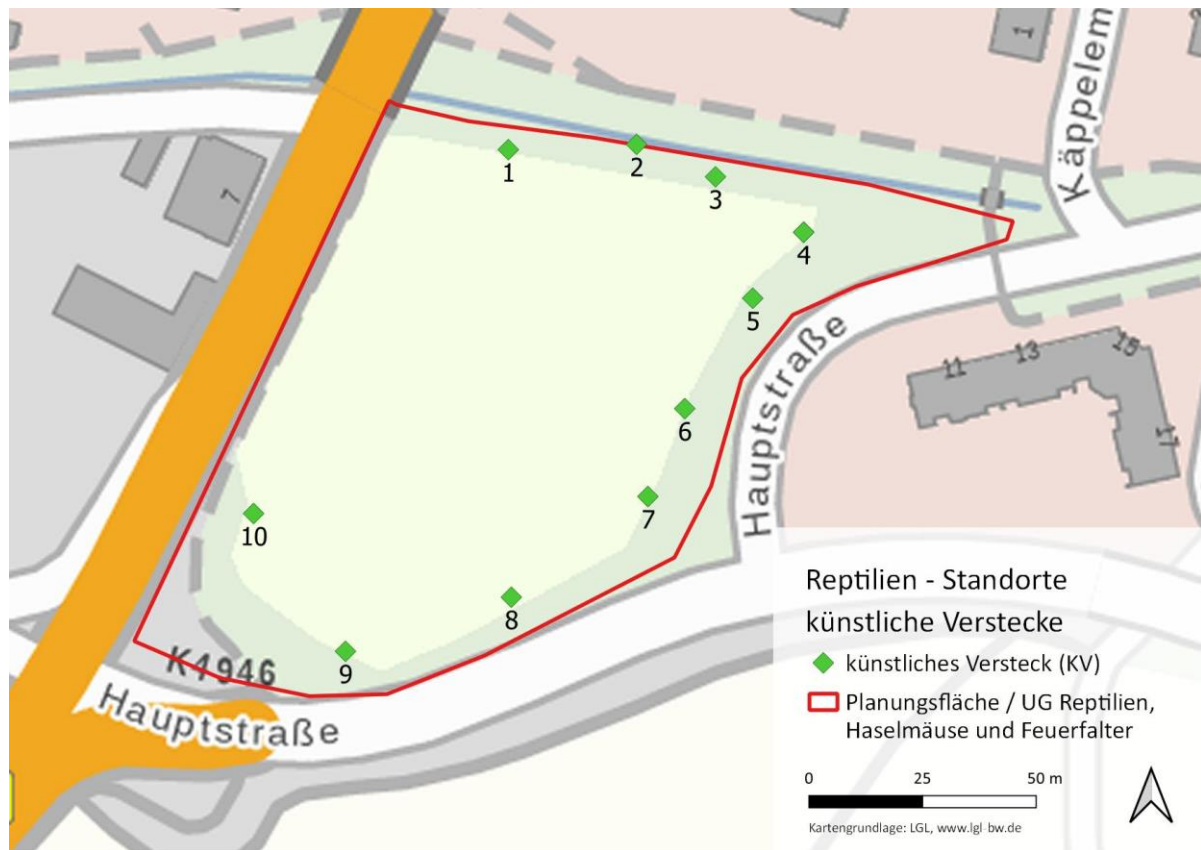 1
Käppelem
7
1
2
3
4
5
6
7
8
9
10
11
13
15
17
Hauptstraße
K4946
Hauptstraße
Reptilien - Standorte
künstliche Verstecke
künstliches Versteck (KV)
Planungsfläche / UG Reptilien,
Haselmäuse und Feuerfalter
0 25 50 m
Kartengrundlage: LGL, www.lgl-bw.de